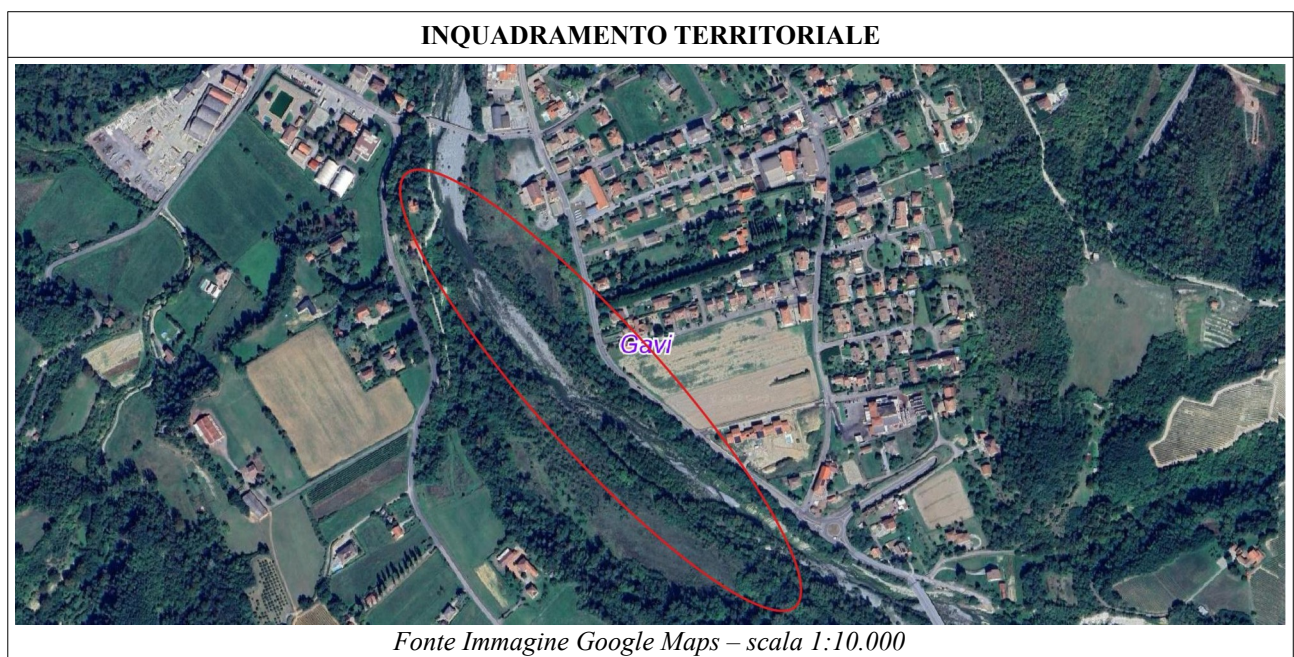 INQUADRAMENTO TERRITORIALE
Gavi
Fonte Immagine Google Maps – scala 1:10.000